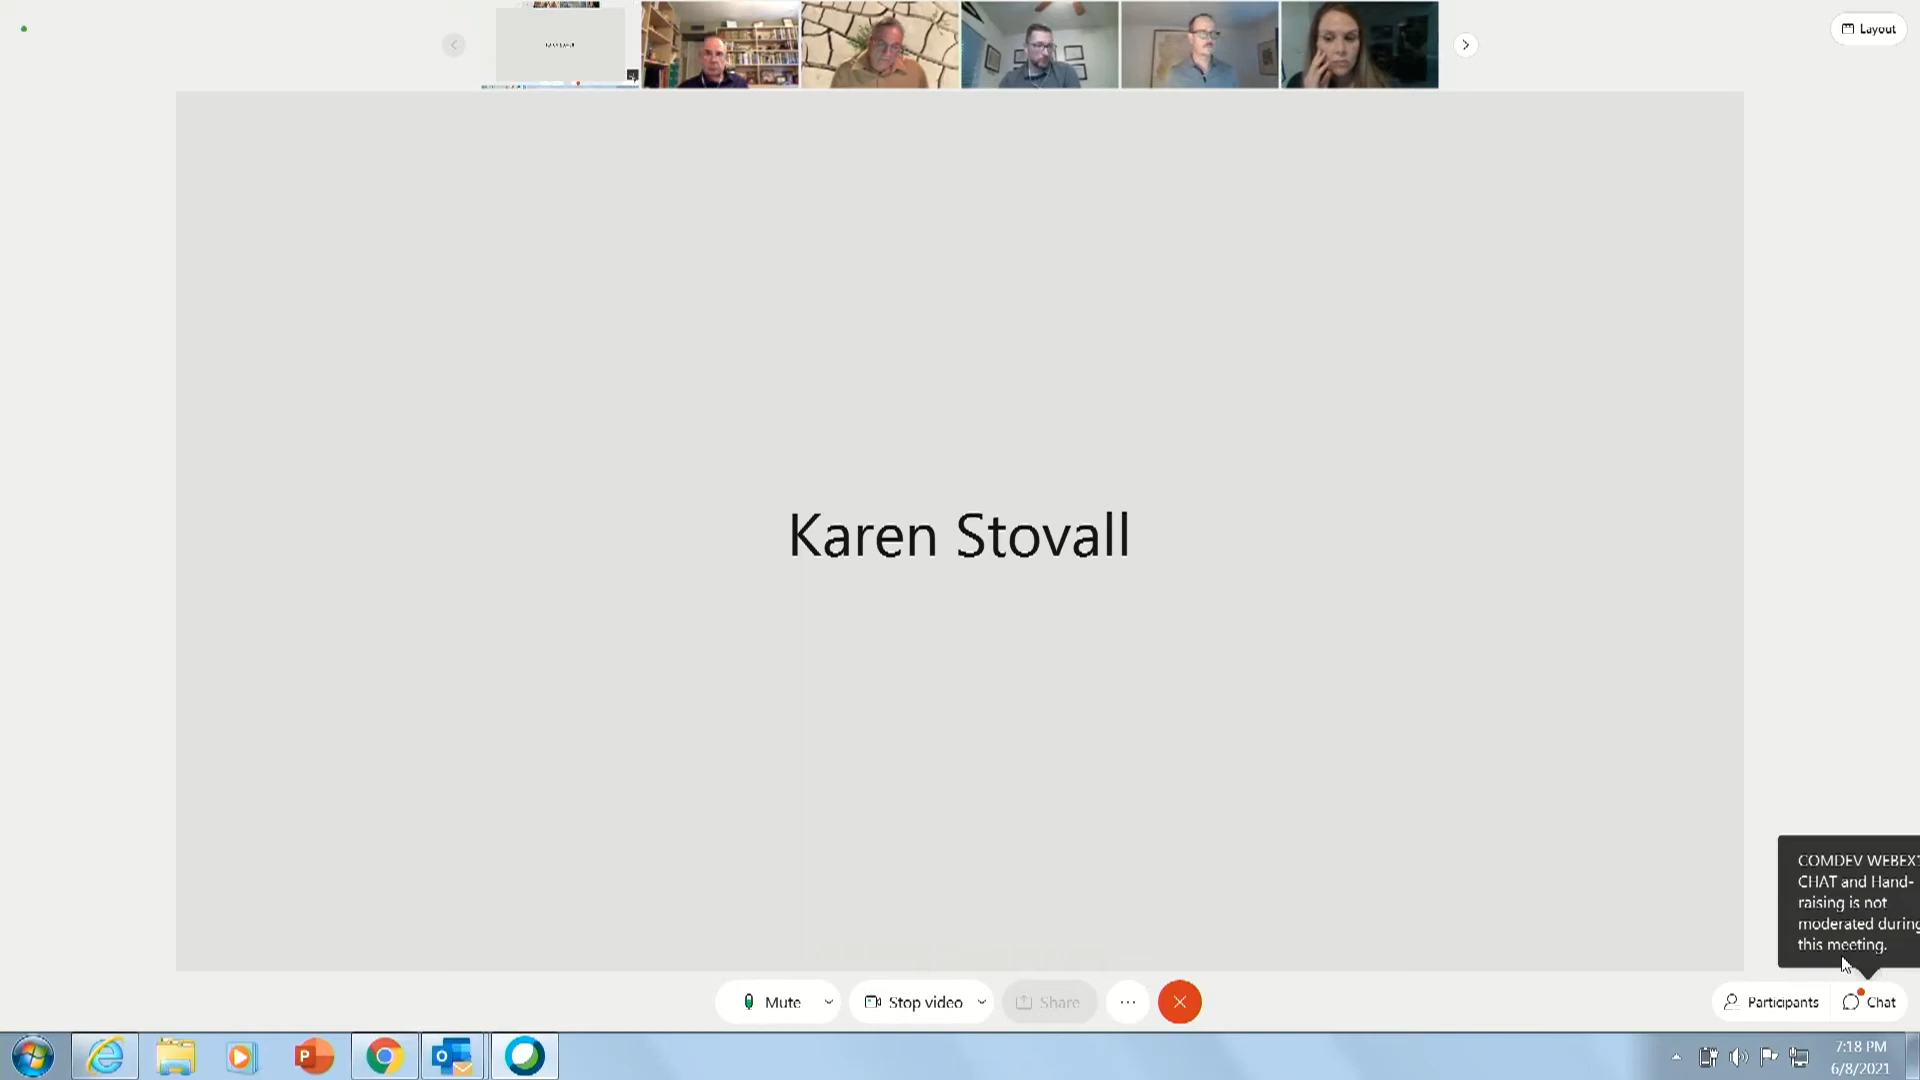 Layout
Karen Stovall
COMDEV WEBEX
CHAT and Hand-
raising is not
moderated during
this meeting.
Mute
Stop video
Share
Participants
Chat
7:18 PM
6/8/2021